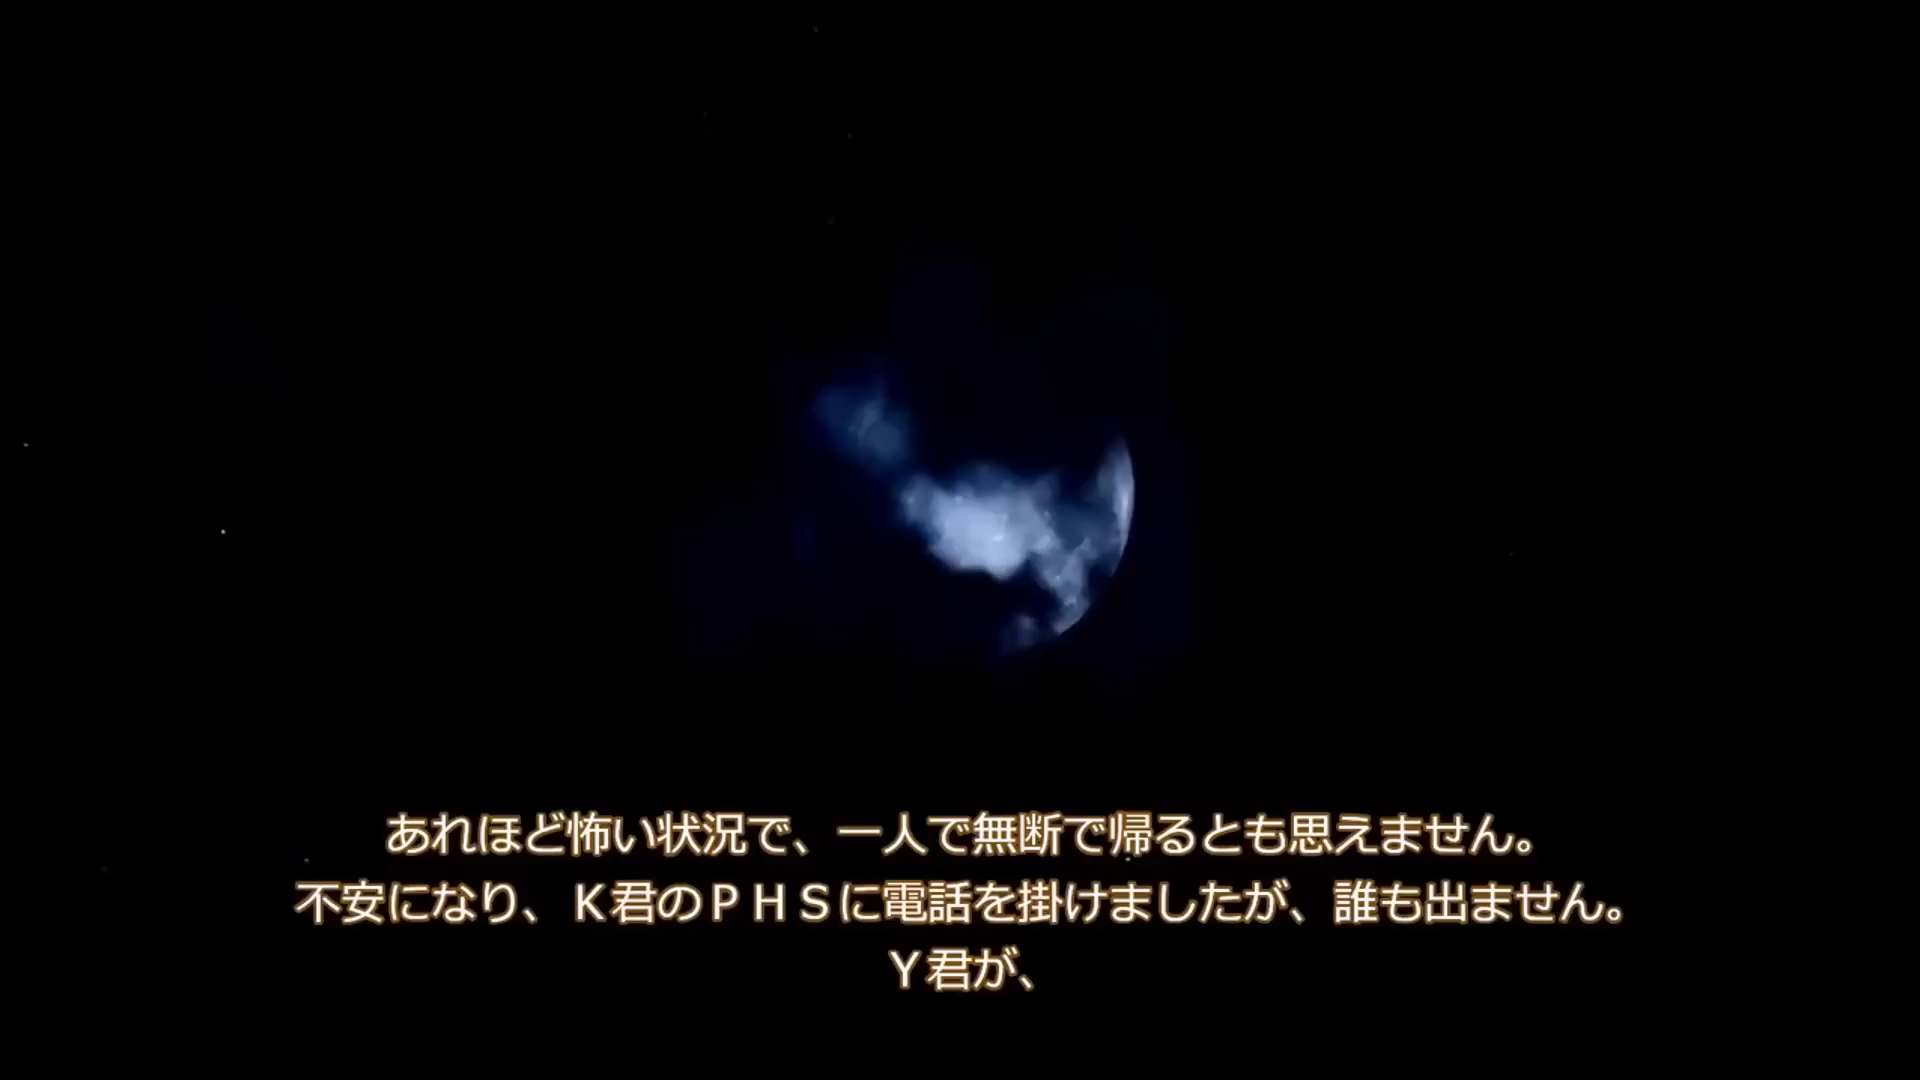 あれほど怖い状況で、一人で無断で帰るとも思えません。
不安になり、Ｋ君のＰＨＳに電話を掛けましたが、誰も出ません。
Ｙ君が、